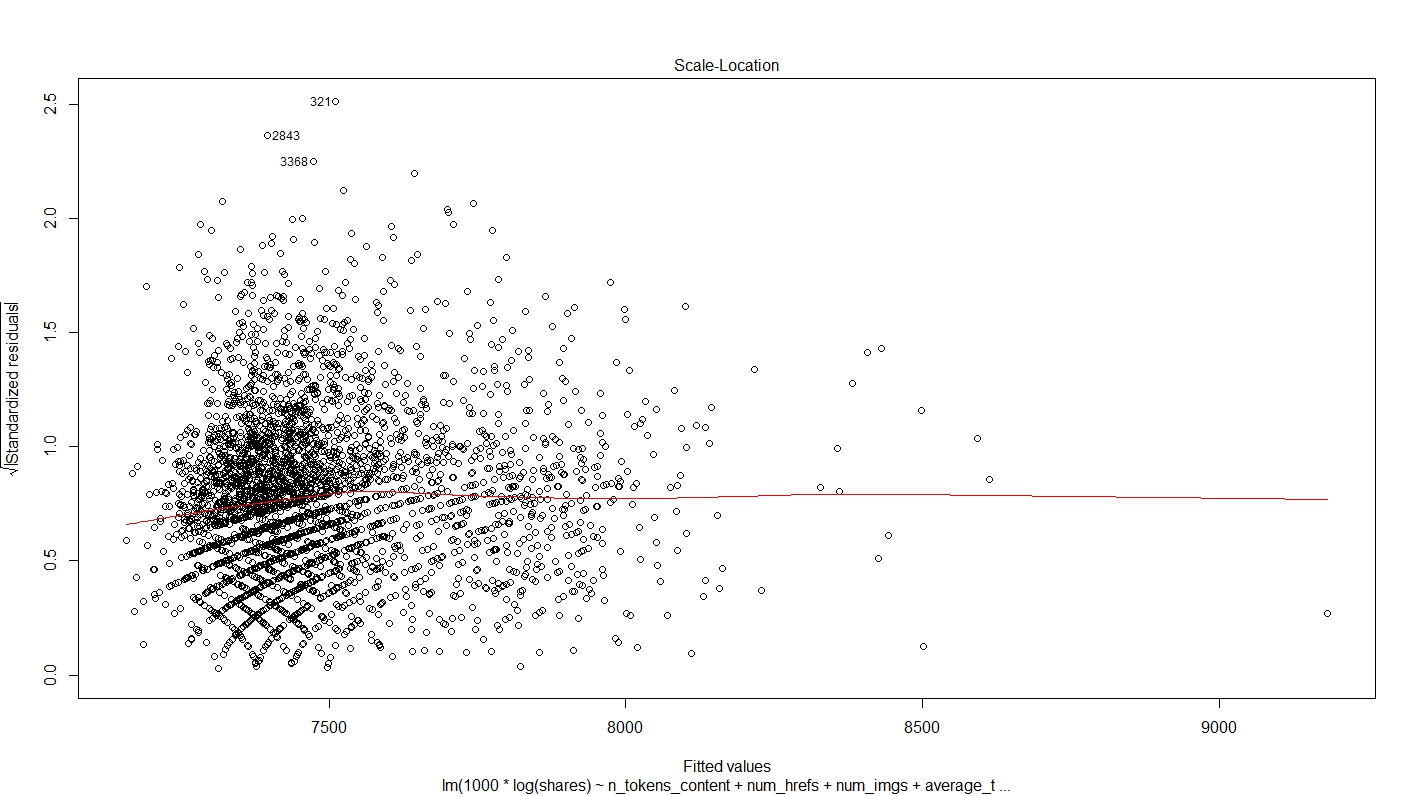 Scale-Location
2.5
2.0
1.5
1.0
0.5
0.0
√|Standardized residuals|
321
2843
3368
7500 8000 8500 9000
Fitted values
lm(1000 * log(shares) ~ n_tokens_content + num_hrefs + num_imgs + average_t ...